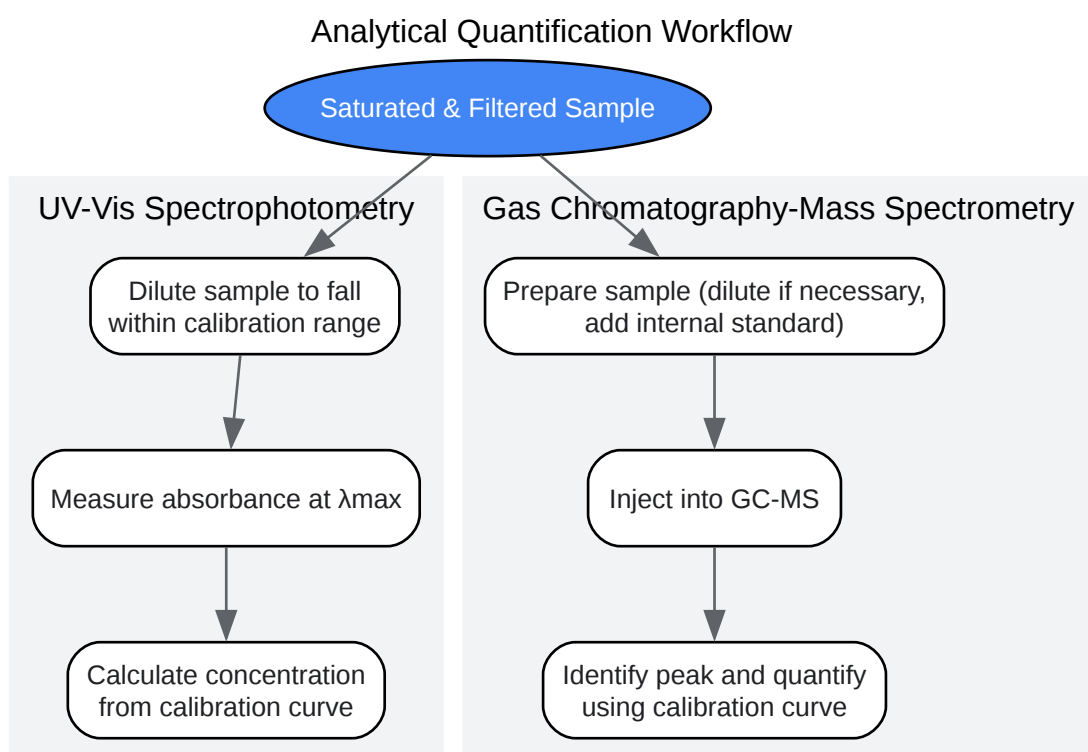 Analytical Quantification Workflow
Saturated & Filtered Sample
UV-Vis Spectrophotometry
Dilute sample to fall
within calibration range
Measure absorbance at λmax
Calculate concentration
from calibration curve
Gas Chromatography-Mass Spectrometry
Prepare sample (dilute if necessary,
add internal standard)
Inject into GC-MS
Identify peak and quantify
using calibration curve